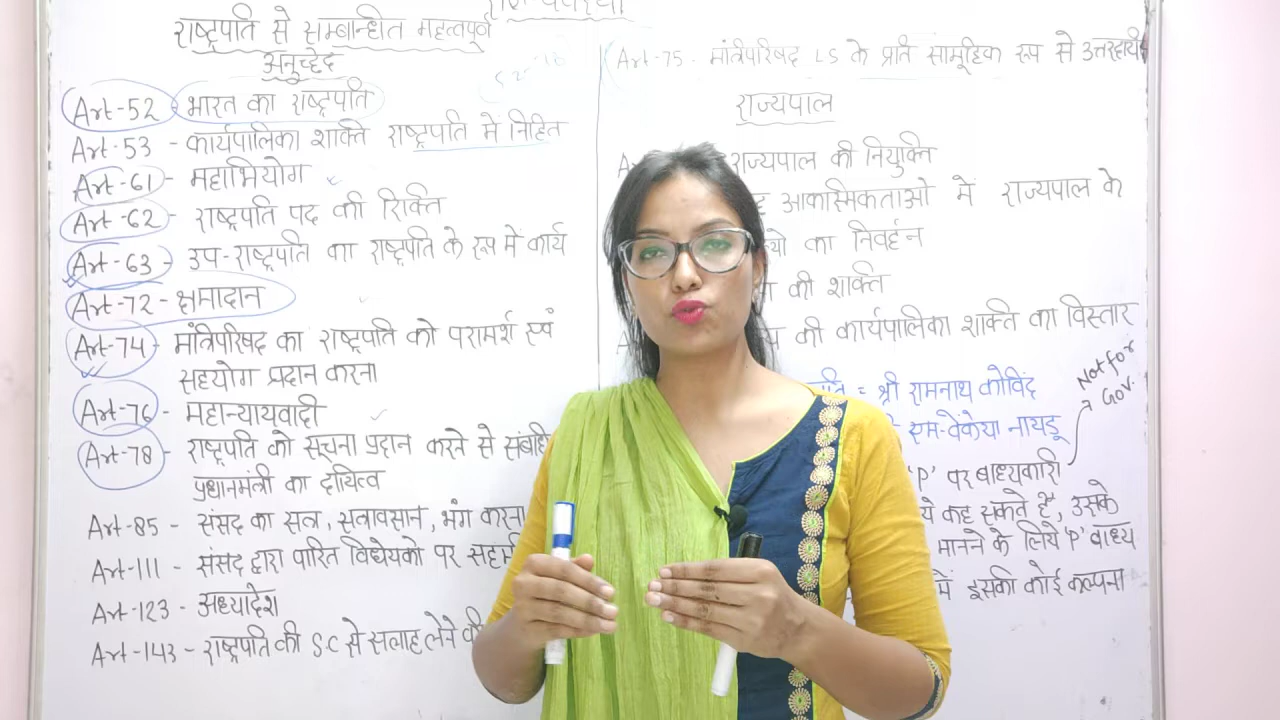 राष्ट्रपति से सम्बान्धित महत्वपूर्ण
अनुच्छेद
Art-52 - भारत का राष्ट्रपति
Art-53 - कार्यपालिका शक्ति राष्ट्रपति में निहित
Art-61 - महाभियोग
Art-62 - राष्ट्रपति पद की रिक्ति
Art-63 - उप-राष्ट्रपति का राष्ट्रपति के रूप में कार्य
Art-72 - क्षमादान
Art-74 - मंत्रिपरिषद का राष्ट्रपति को परामर्श एवं
सहयोग प्रदान करना
Art-76 - महान्यायवादी
Art-78 - राष्ट्रपति को सूचना प्रदान करने से संबंधि
प्रधानमंत्री का दायित्व
Art-85 - संसद का सत्र, सत्रावसान, भंग करना
Art-111 - संसद द्वारा पारित विधेयको पर सहम
Art-123 - अध्यादेश
Art-143 - राष्ट्रपति की S.C से सलाह लेने की
Art-75 - मंत्रिपरिषद LS के प्रति सामूहिक रूप से उत्तरदायी
राज्यपाल
राज्यपाल की नियुक्ति
आकास्मिकताओ में राज्यपाल के
का निर्वहन
की शक्ति
की कार्यपालिका शक्ति का विस्तार
= श्री रामनाथ कोविंद
एम-वेंकैया नायडू
'P' पर बाध्यकारी
Not for
Gov.
ये कह सकते है, उसके
मानने के लिये 'P' बाध्य
में इसकी कोई कल्पना